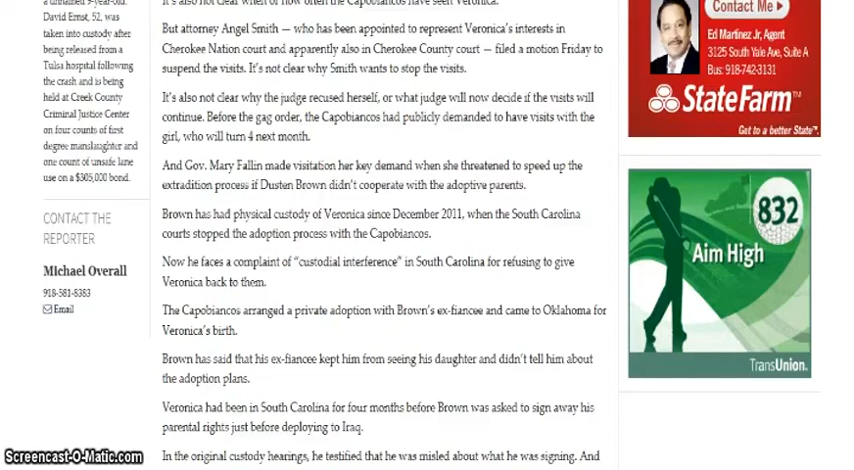 a unnamed 9-year-old.
David Ernst, 52, was
taken into custody after
being released from a
Tulsa hospital following
the crash and is being
held at Creek County
Criminal Justice Center
on four counts of first
degree manslaughter and
one count of unsafe lane
use on a $305,000 bond.
CONTACT THE
REPORTER
Michael Overall
918-581-8383
Email
It's also not clear when or how often the Capobiancos have seen Veronica.
But attorney Angel Smith — who has been appointed to represent Veronica's interests in
Cherokee Nation court and apparently also in Cherokee County court — filed a motion Friday to
suspend the visits. It's not clear why Smith wants to stop the visits.
It's also not clear why the judge recused herself, or what judge will now decide if the visits will
continue. Before the gag order, the Capobiancos had publicly demanded to have visits with the
girl, who will turn 4 next month.
And Gov. Mary Fallin made visitation her key demand when she threatened to speed up the
extradition process if Dusten Brown didn't cooperate with the adoptive parents.
Brown has had physical custody of Veronica since December 2011, when the South Carolina
courts stopped the adoption process with the Capobiancos.
Now he faces a complaint of “custodial interference” in South Carolina for refusing to give
Veronica back to them.
The Capobiancos arranged a private adoption with Brown's ex-fiancee and came to Oklahoma for
Veronica's birth.
Brown has said that his ex-fiancee kept him from seeing his daughter and didn't tell him about
the adoption plans.
Veronica had been in South Carolina for four months before Brown was asked to sign away his
parental rights just before deploying to Iraq.
In the original custody hearings, he testified that he was misled about what he was signing. And
Contact Me
Ed Martinez Jr, Agent
3125 South Yale Ave, Suite A
Bus: 918-742-3131
StateFarm™
Get to a better State™.
832
Aim High
TransUnion.
Screencast-O-Matic.com